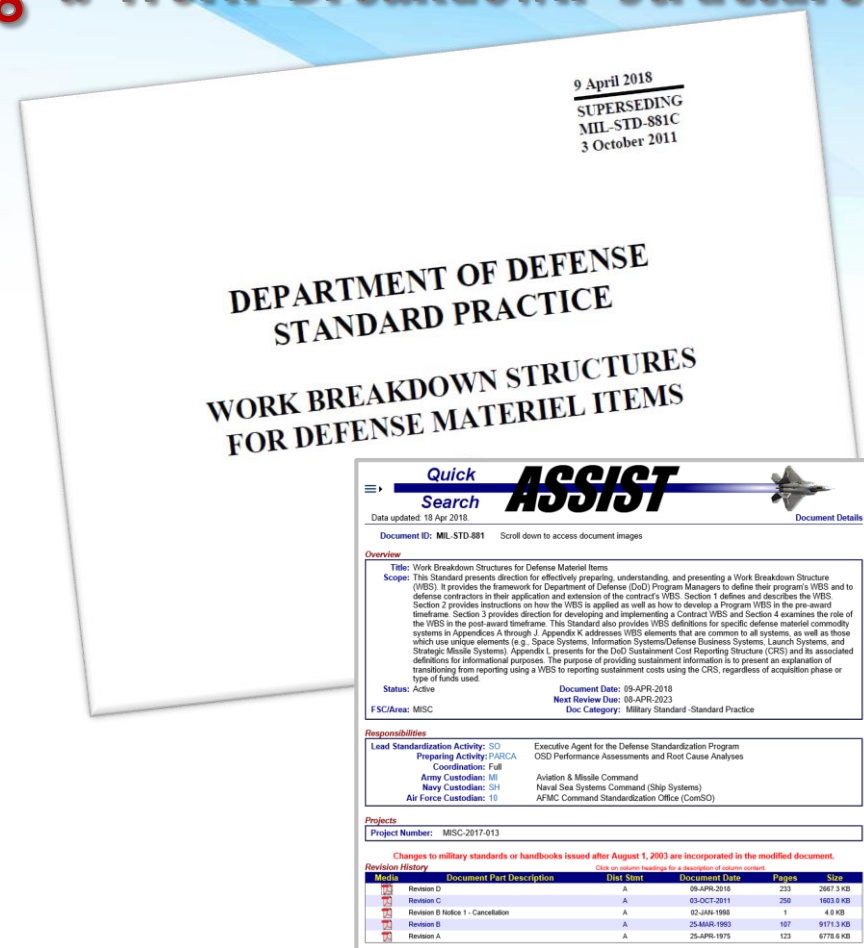 a Work Breakdown Structure
9 April 2018
SUPERSEDING
MIL-STD-881C
3 October 2011
DEPARTMENT OF DEFENSE
STANDARD PRACTICE
WORK BREAKDOWN STRUCTURES
FOR DEFENSE MATERIEL ITEMS
Quick
Search
ASSIST
Data updated: 18 Apr 2018.
Document Details
Document ID: MIL-STD-881 Scroll down to access document images
Overview
Title: Work Breakdown Structures for Defense Materiel Items
Scope: This Standard presents direction for effectively preparing, understanding, and presenting a Work Breakdown Structure
(WBS). It provides the framework for Department of Defense (DoD) Program Managers to define their program's WBS and to
defense contractors in their application and extension of the contract's WBS. Section 1 defines and describes the WBS.
Section 2 provides instructions on how the WBS is applied as well as how to develop a Program WBS in the pre-award
timeframe. Section 3 provides direction for developing and implementing a Contract WBS and Section 4 examines the role of
the WBS in the post-award timeframe. This Standard also provides WBS definitions for specific defense materiel commodity
systems in Appendices A through J. Appendix K addresses WBS elements that are common to all systems, as well as those
which use unique elements (e.g., Space Systems, Information Systems/Defense Business Systems, Launch Systems, and
Strategic Missile Systems). Appendix L presents for the DoD Sustainment Cost Reporting Structure (CRS) and its associated
definitions for informational purposes. The purpose of providing sustainment information is to present an explanation of
transitioning from reporting using a WBS to reporting sustainment costs using the CRS, regardless of acquisition phase or
type of funds used.
Status: Active Document Date: 09-APR-2018
Next Review Due: 08-APR-2023
FSC/Area: MISC Doc Category: Military Standard -Standard Practice
Responsibilities
Lead Standardization Activity: SO Executive Agent for the Defense Standardization Program
Preparing Activity: PARCA OSD Performance Assessments and Root Cause Analyses
Coordination: Full
Army Custodian: MI Aviation & Missile Command
Navy Custodian: SH Naval Sea Systems Command (Ship Systems)
Air Force Custodian: 10 AFMC Command Standardization Office (ComSO)
Projects
Project Number: MISC-2017-013
Changes to military standards or handbooks issued after August 1, 2003 are incorporated in the modified document.
Revision History Click on column headings for a description of column content.
Media Document Part Description Dist Stmt Document Date Pages Size
Revision D A 09-APR-2018 233 2667.3 KB
Revision C A 03-OCT-2011 250 1603.0 KB
Revision B Notice 1 - Cancellation A 02-JAN-1998 1 4.0 KB
Revision B A 25-MAR-1993 107 9171.3 KB
Revision A A 25-APR-1975 123 6778.6 KB